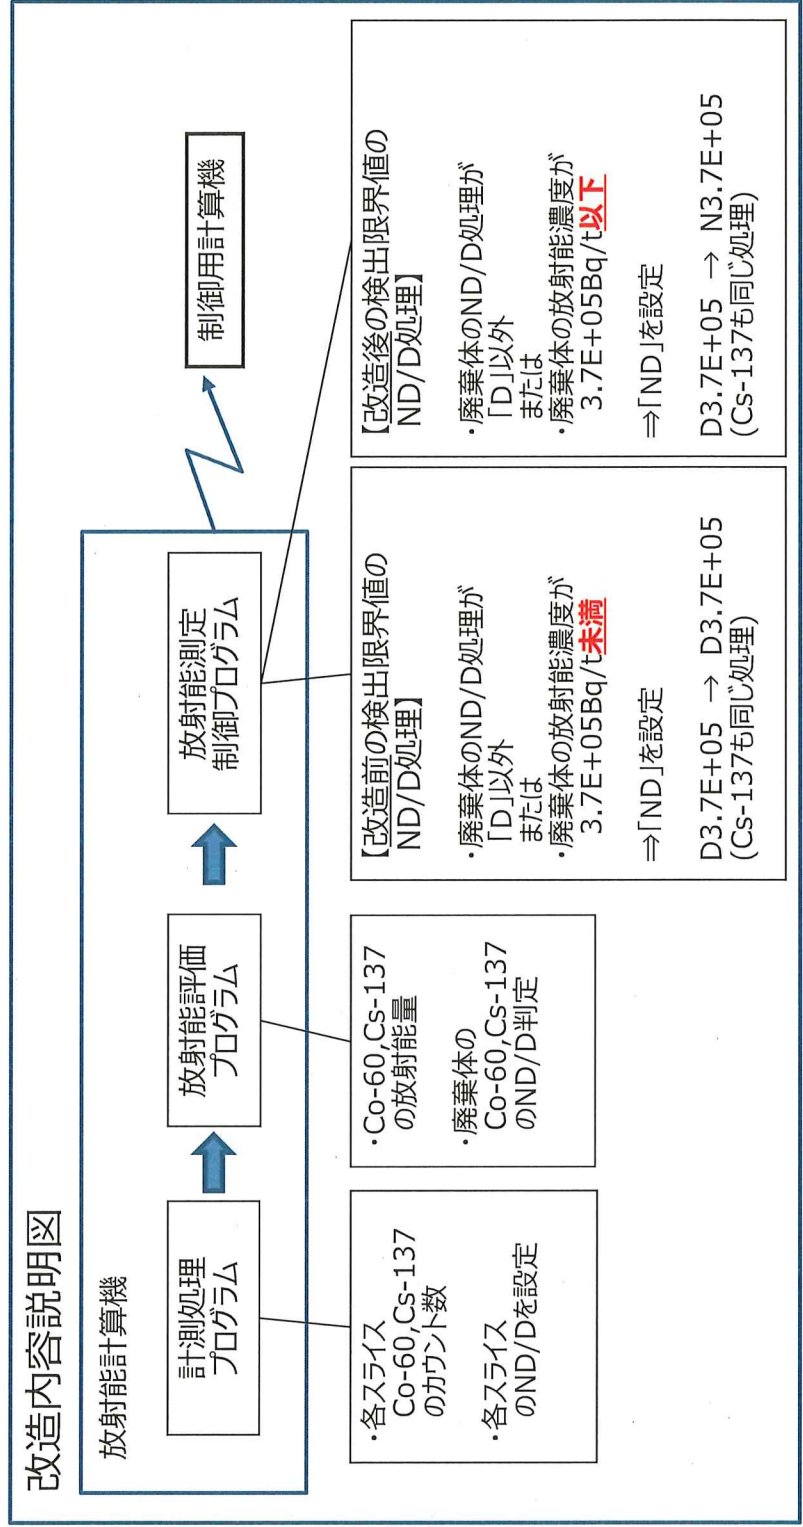 改造内容説明図
放射能計算機
計測処理
プログラム
放射能評価
プログラム
放射能測定
制御プログラム
制御用計算機
・各スライス
Co-60,Cs-137
のカウント数
・各スライス
のND/Dを設定
・Co-60,Cs-137
の放射能量
・廃棄体の
Co-60,Cs-137
のND/D判定
【改造前の検出限界値の
ND/D処理】
・廃棄体のND/D処理が
「D」以外
または
・廃棄体の放射能濃度が
3.7E+05Bq/t未満
⇒「ND」を設定
D3.7E+05 → D3.7E+05
(Cs-137も同じ処理)
【改造後の検出限界値の
ND/D処理】
・廃棄体のND/D処理が
「D」以外
または
・廃棄体の放射能濃度が
3.7E+05Bq/t以下
⇒「ND」を設定
D3.7E+05 → N3.7E+05
(Cs-137も同じ処理)